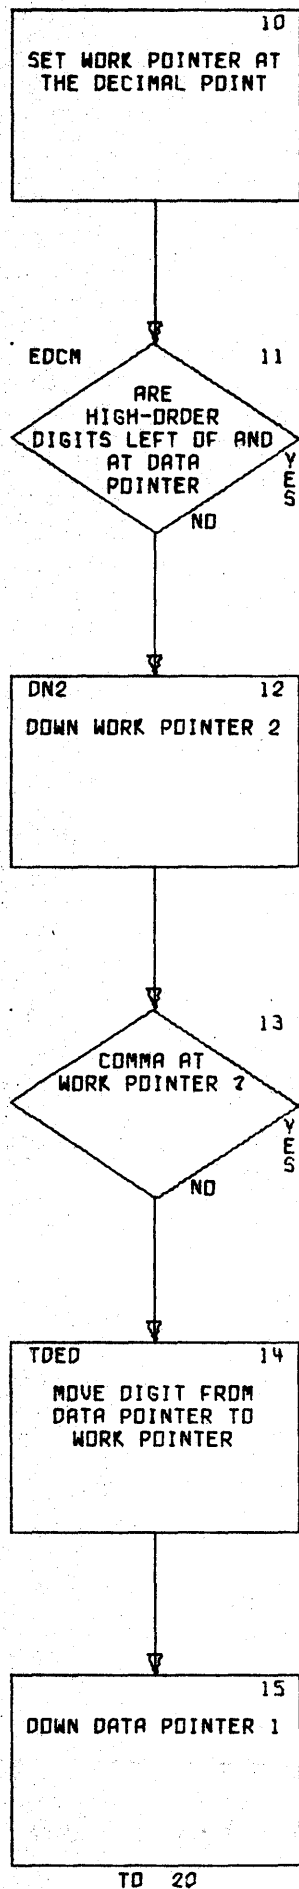 10
SET WORK POINTER AT
THE DECIMAL POINT
EDCM 11
ARE
HIGH-ORDER
DIGITS LEFT OF AND
AT DATA
POINTER
YES
NO
DN2 12
DOWN WORK POINTER 2
13
COMMA AT
WORK POINTER ?
YES
NO
TDED 14
MOVE DIGIT FROM
DATA POINTER TO
WORK POINTER
15
DOWN DATA POINTER 1
TO 20